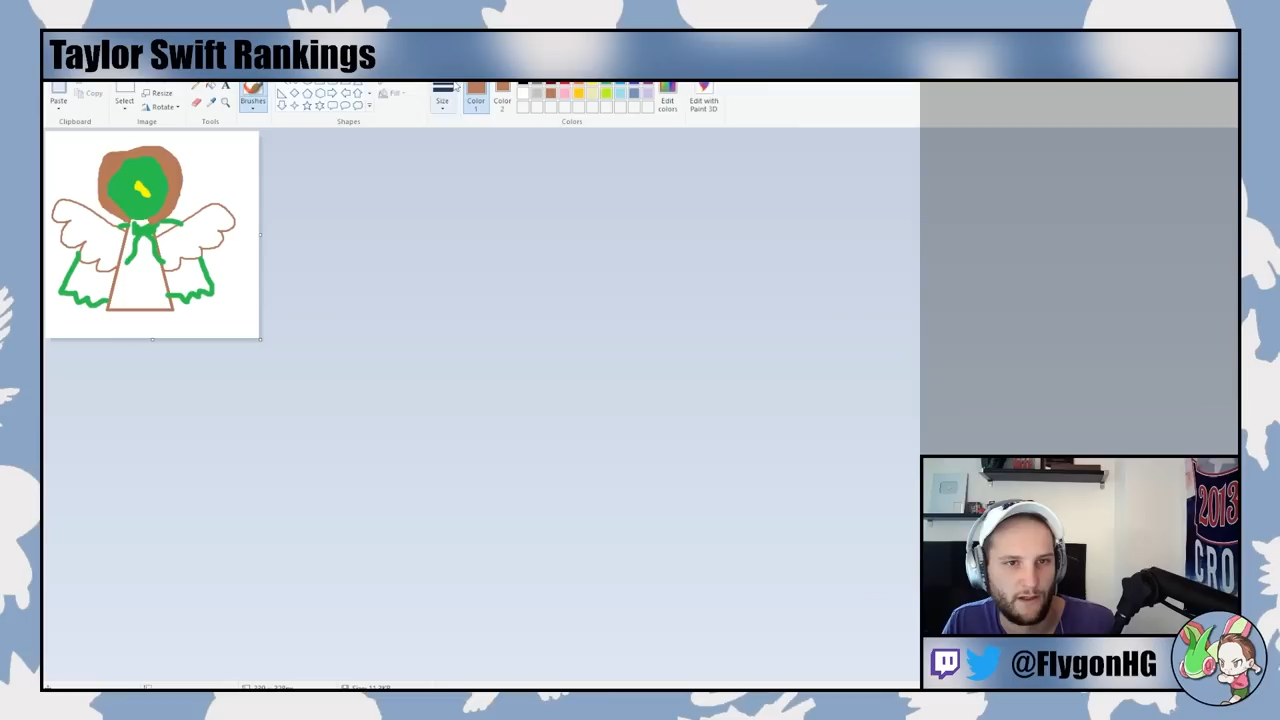 Taylor Swift Rankings
Paste
Copy
Clipboard
Select
Resize
Rotate
Image
Tools
Brushes
Shapes
Fill
Size
Color
1
Color
2
Edit
colors
Edit with
Paint 3D
Colors
2013
CRO
@FlygonHG